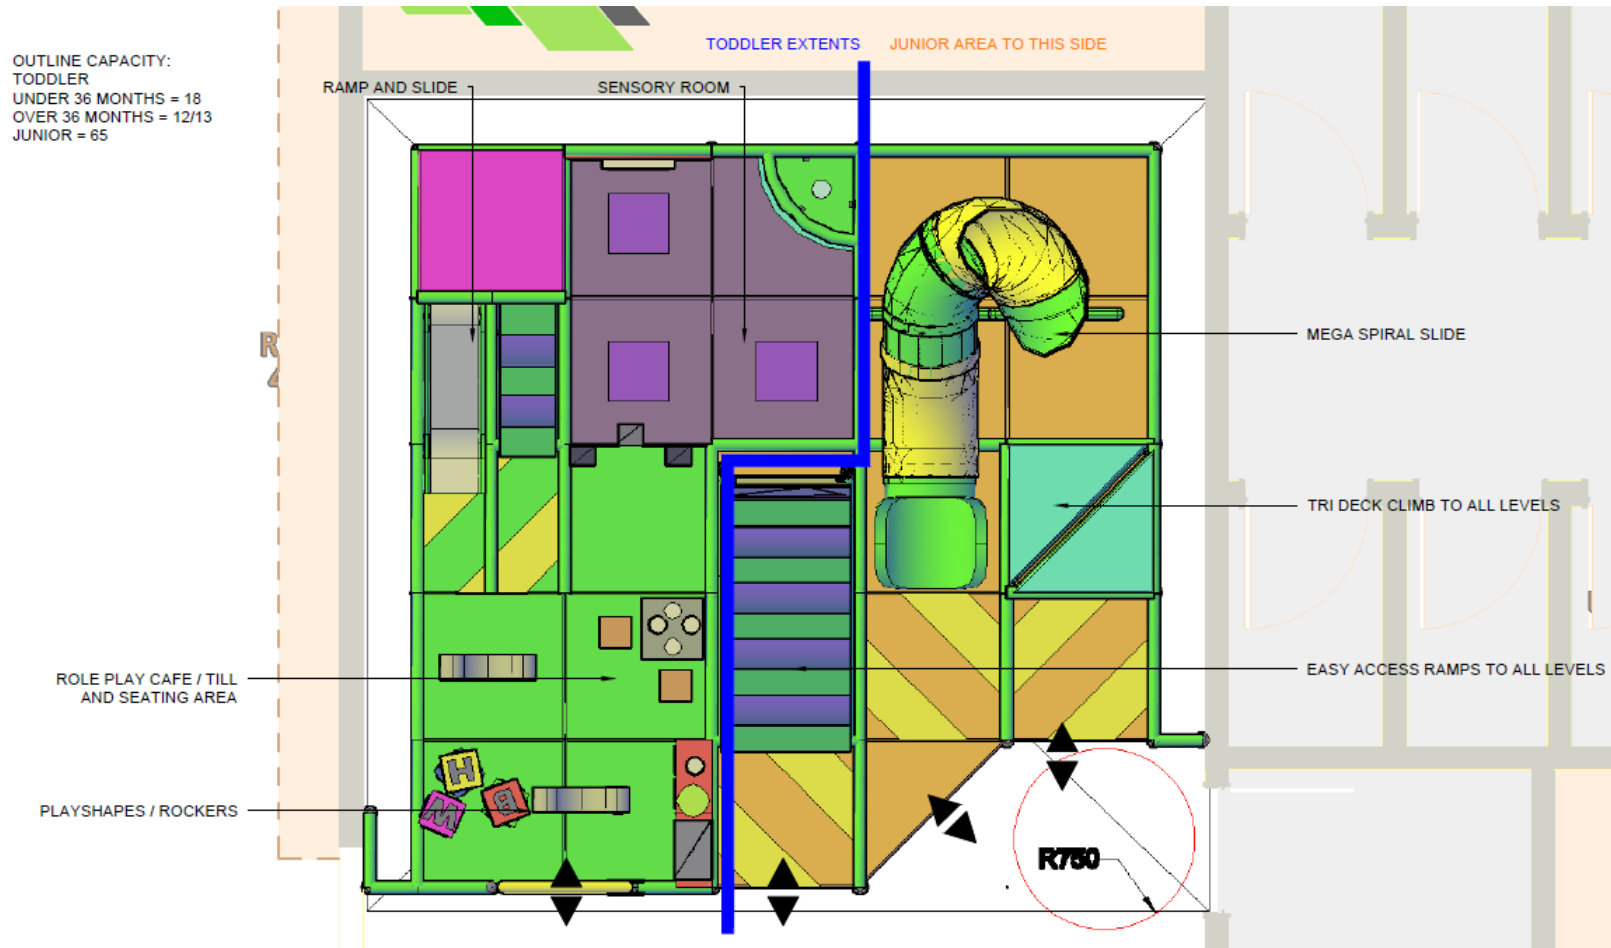 OUTLINE CAPACITY:
TODDLER
UNDER 36 MONTHS = 18
OVER 36 MONTHS = 12/13
JUNIOR = 65
TODDLER EXTENTS
JUNIOR AREA TO THIS SIDE
RAMP AND SLIDE
SENSORY ROOM
MEGA SPIRAL SLIDE
TRI DECK CLIMB TO ALL LEVELS
EASY ACCESS RAMPS TO ALL LEVELS
ROLE PLAY CAFE / TILL
AND SEATING AREA
PLAYSHAPES / ROCKERS
H
B
W
R750